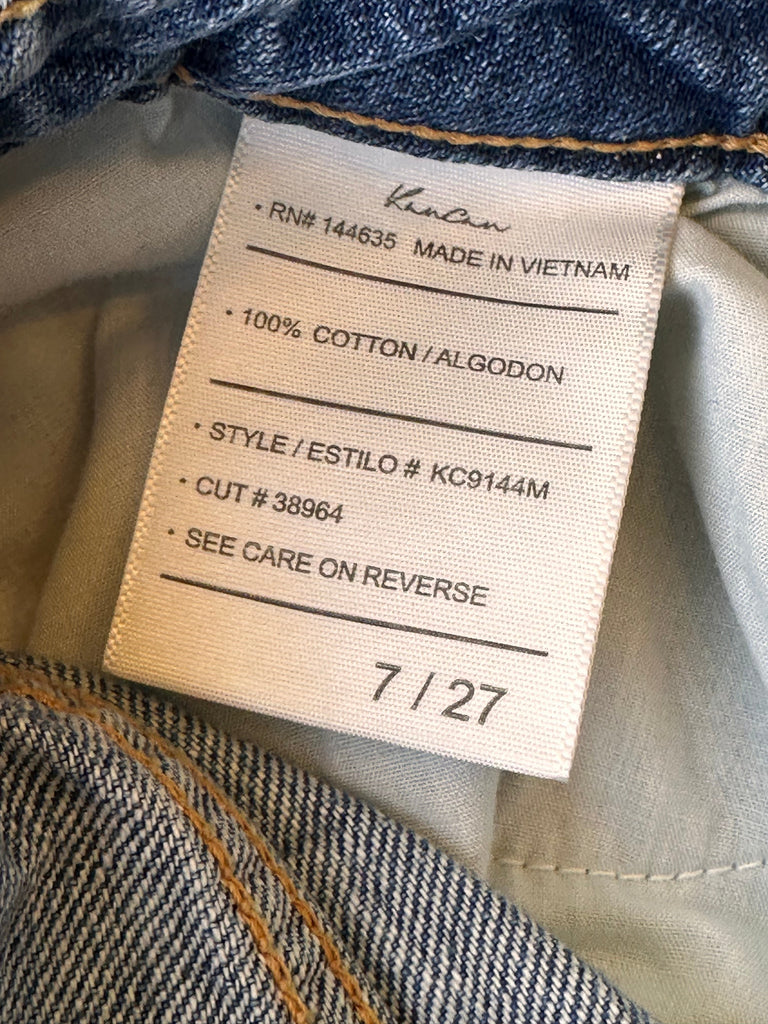 KanCan
• RN# 144635 MADE IN VIETNAM
• 100% COTTON / ALGODON
• STYLE / ESTILO # KC9144M
• CUT # 38964
• SEE CARE ON REVERSE
7 / 27